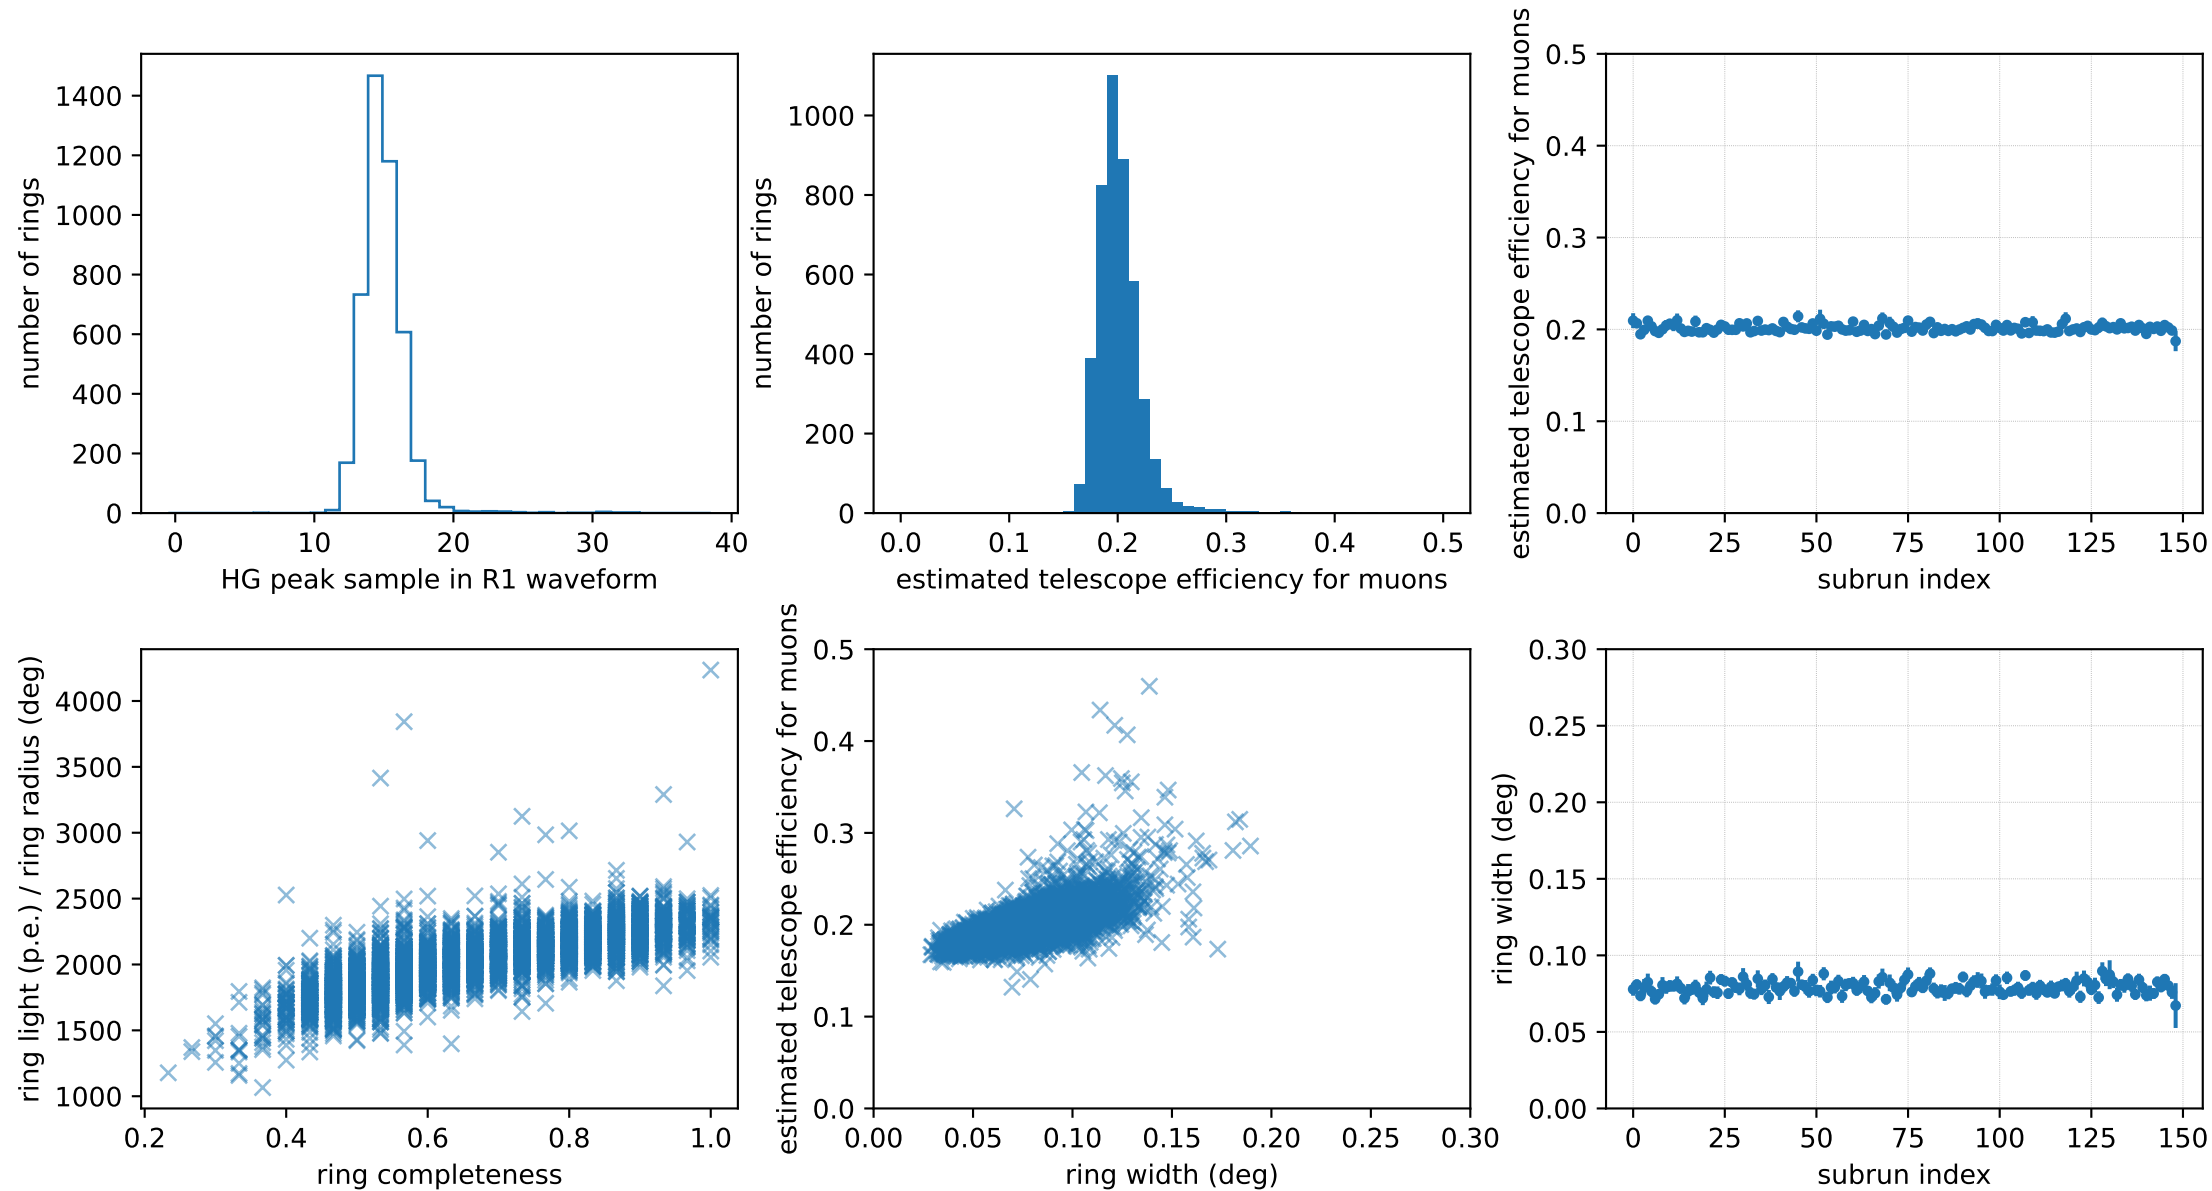 number of rings
1400
1200
1000
800
600
400
200
0
0 10 20 30 40
HG peak sample in R1 waveform
number of rings
1000
800
600
400
200
0
0.0 0.1 0.2 0.3 0.4 0.5
estimated telescope efficiency for muons
estimated telescope efficiency for muons
0.5
0.4
0.3
0.2
0.1
0.0
0 25 50 75 100 125 150
subrun index
ring light (p.e.) / ring radius (deg)
4000
3500
3000
2500
2000
1500
1000
0.2 0.4 0.6 0.8 1.0
ring completeness
estimated telescope efficiency for muons
0.5
0.4
0.3
0.2
0.1
0.0
0.00 0.05 0.10 0.15 0.20 0.25 0.30
ring width (deg)
ring width (deg)
0.30
0.25
0.20
0.15
0.10
0.05
0.00
0 25 50 75 100 125 150
subrun index